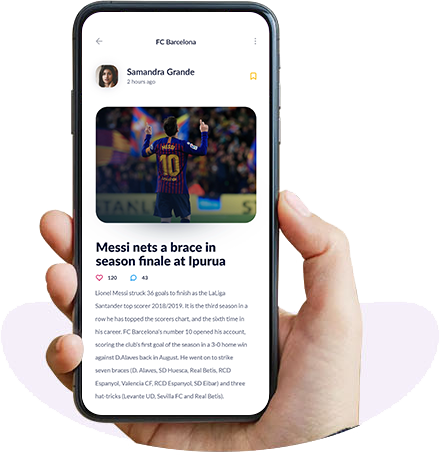 FC Barcelona
Samandra Grande
2 hours ago
MESSI
10
STANL
Messi nets a brace in
season finale at Ipurua
120 43
Lionel Messi struck 36 goals to finish as the LaLiga
Santander top scorer 2018/2019. It is the third season in a
row he has topped the scorers chart, and the sixth time in
his career. FC Barcelona's number 10 opened his account,
scoring the club's first goal of the season in a 3-0 home win
against D.Alaves back in August. He went on to strike
seven braces (D. Alaves, SD Huesca, Real Betis, RCD
Espanyol, Valencia CF, RCD Espanyol, SD Eibar) and three
hat-tricks (Levante UD, Sevilla FC and Real Betis).